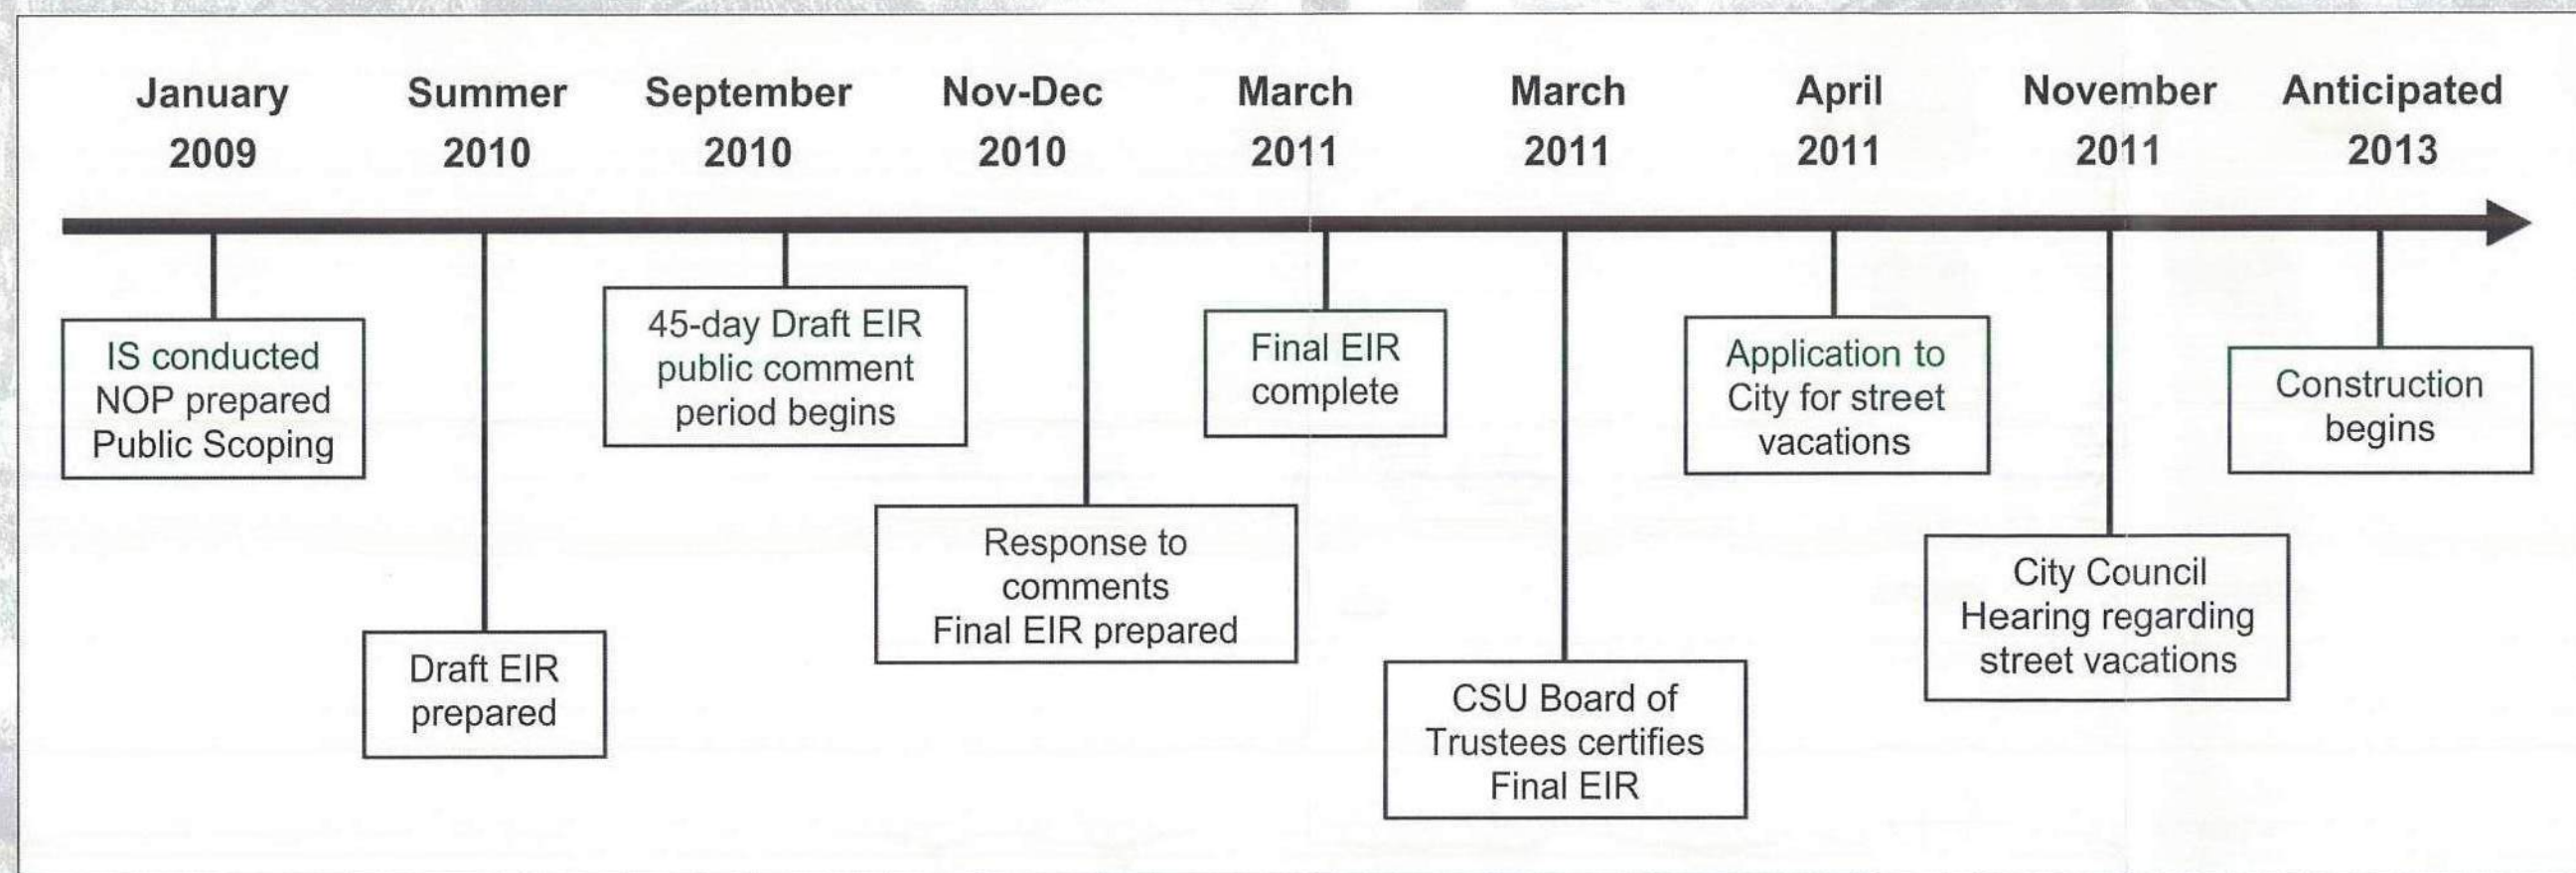 January
2009
Summer
2010
September
2010
Nov-Dec
2010
March
2011
March
2011
April
2011
November
2011
Anticipated
2013
IS conducted
NOP prepared
Public Scoping
Draft EIR
prepared
45-day Draft EIR
public comment
period begins
Response to
comments
Final EIR prepared
Final EIR
complete
CSU Board of
Trustees certifies
Final EIR
Application to
City for street
vacations
City Council
Hearing regarding
street vacations
Construction
begins